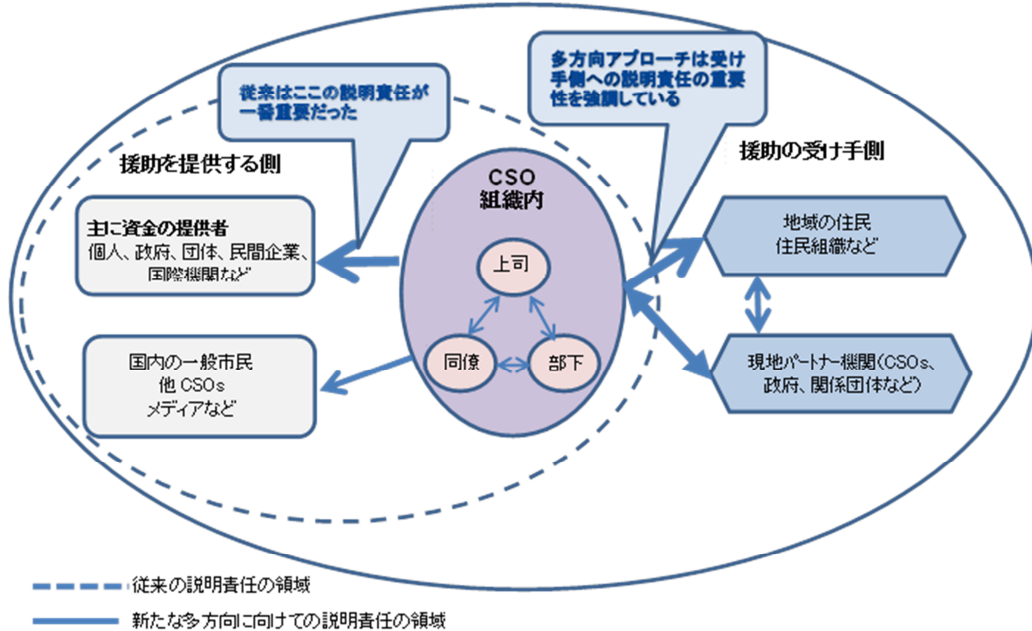 従来はここの説明責任が
一番重要だった
多方向アプローチは受け
手側への説明責任の重要
性を強調している
援助を提供する側
援助の受け手側
CSO
組織内
主に資金の提供者
個人、政府、団体、民間企業、
国際機関など
地域の住民
住民組織など
上司
同僚
部下
国内の一般市民
他 CSOs
メディアなど
現地パートナー機関(CSOs、
政府、関係団体など)
従来の説明責任の領域
新たな多方向に向けての説明責任の領域